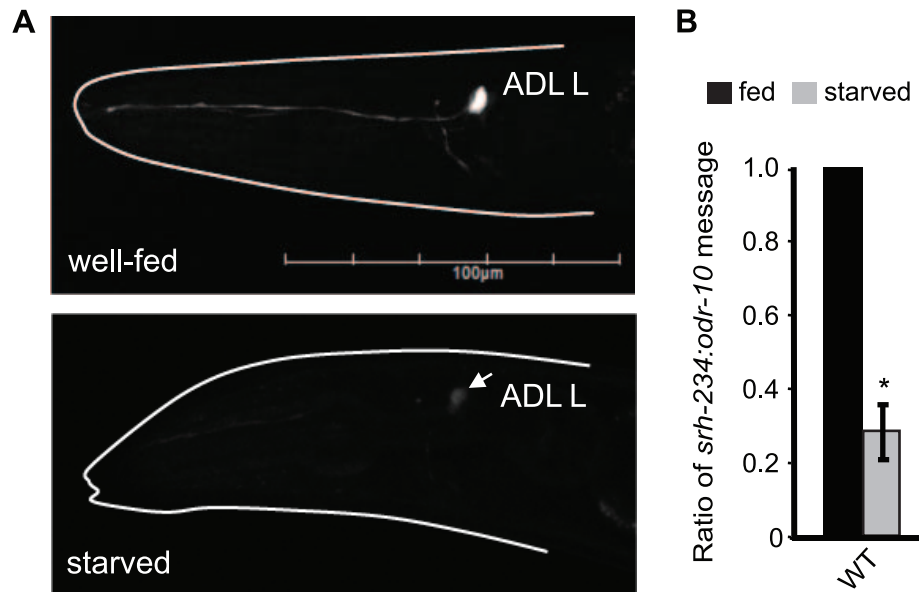 A
ADL L
well-fed
100µm
ADL L
starved
B
fed starved
Ratio of srh-234:odr-10 message
1.0
0.8
0.6
0.4
0.2
0
*
WT